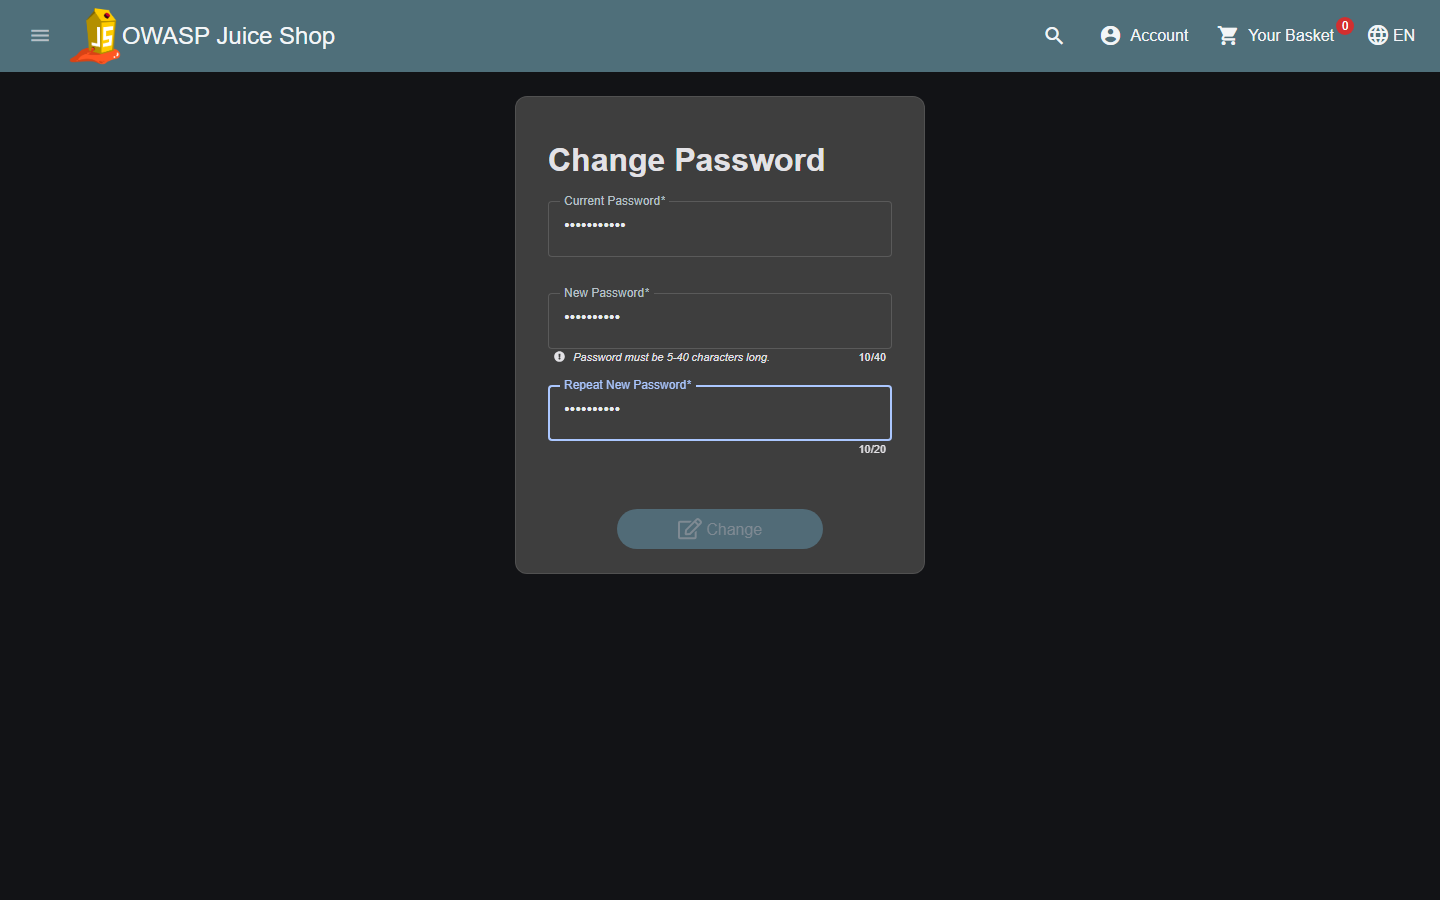 OWASP Juice Shop
Account
Your Basket
0
EN
Change Password
Current Password*
•••••••••••
New Password*
••••••••••
Password must be 5-40 characters long.
10/40
Repeat New Password*
••••••••••
10/20
Change